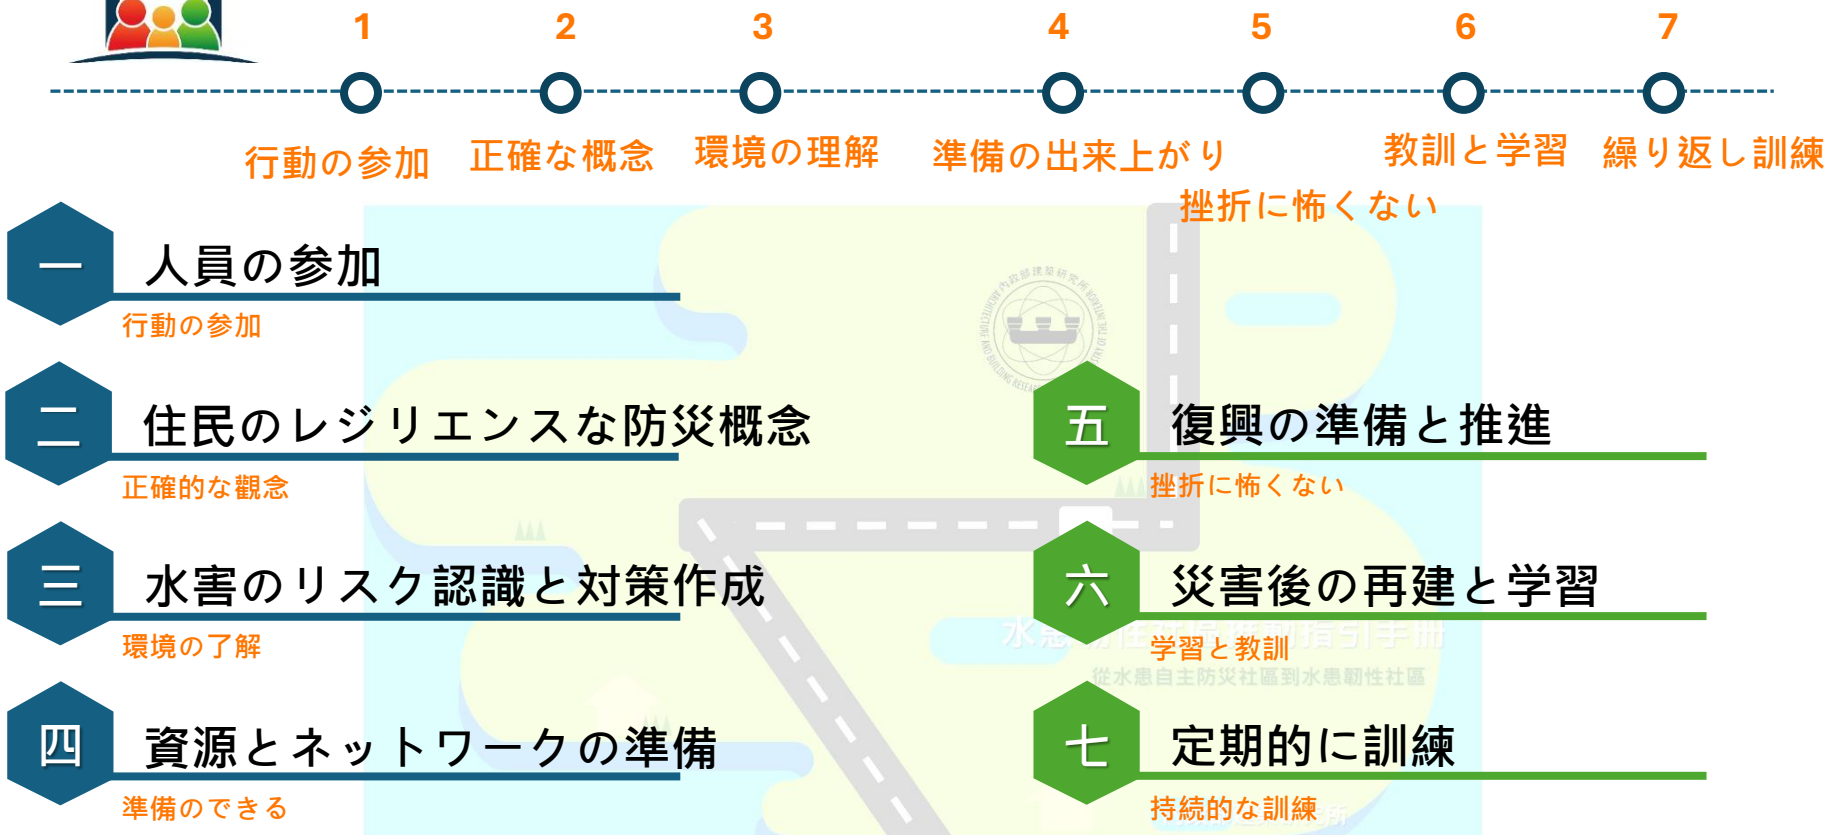 1 2 3 4 5 6 7
行動の参加 正確な概念 環境の理解 準備の出来上がり 教訓と学習 繰り返し訓練
挫折に怖くない
一 人員の参加
行動の参加
二 住民のレジリエンスな防災概念
正確的な觀念
三 水害のリスク認識と対策作成
環境の了解
四 資源とネットワークの準備
準備のできる
五 復興の準備と推進
挫折に怖くない
六 災害後の再建と学習
学習と教訓
從水患自主防災社區到水患韌性社區
七 定期的に訓練
持続的な訓練